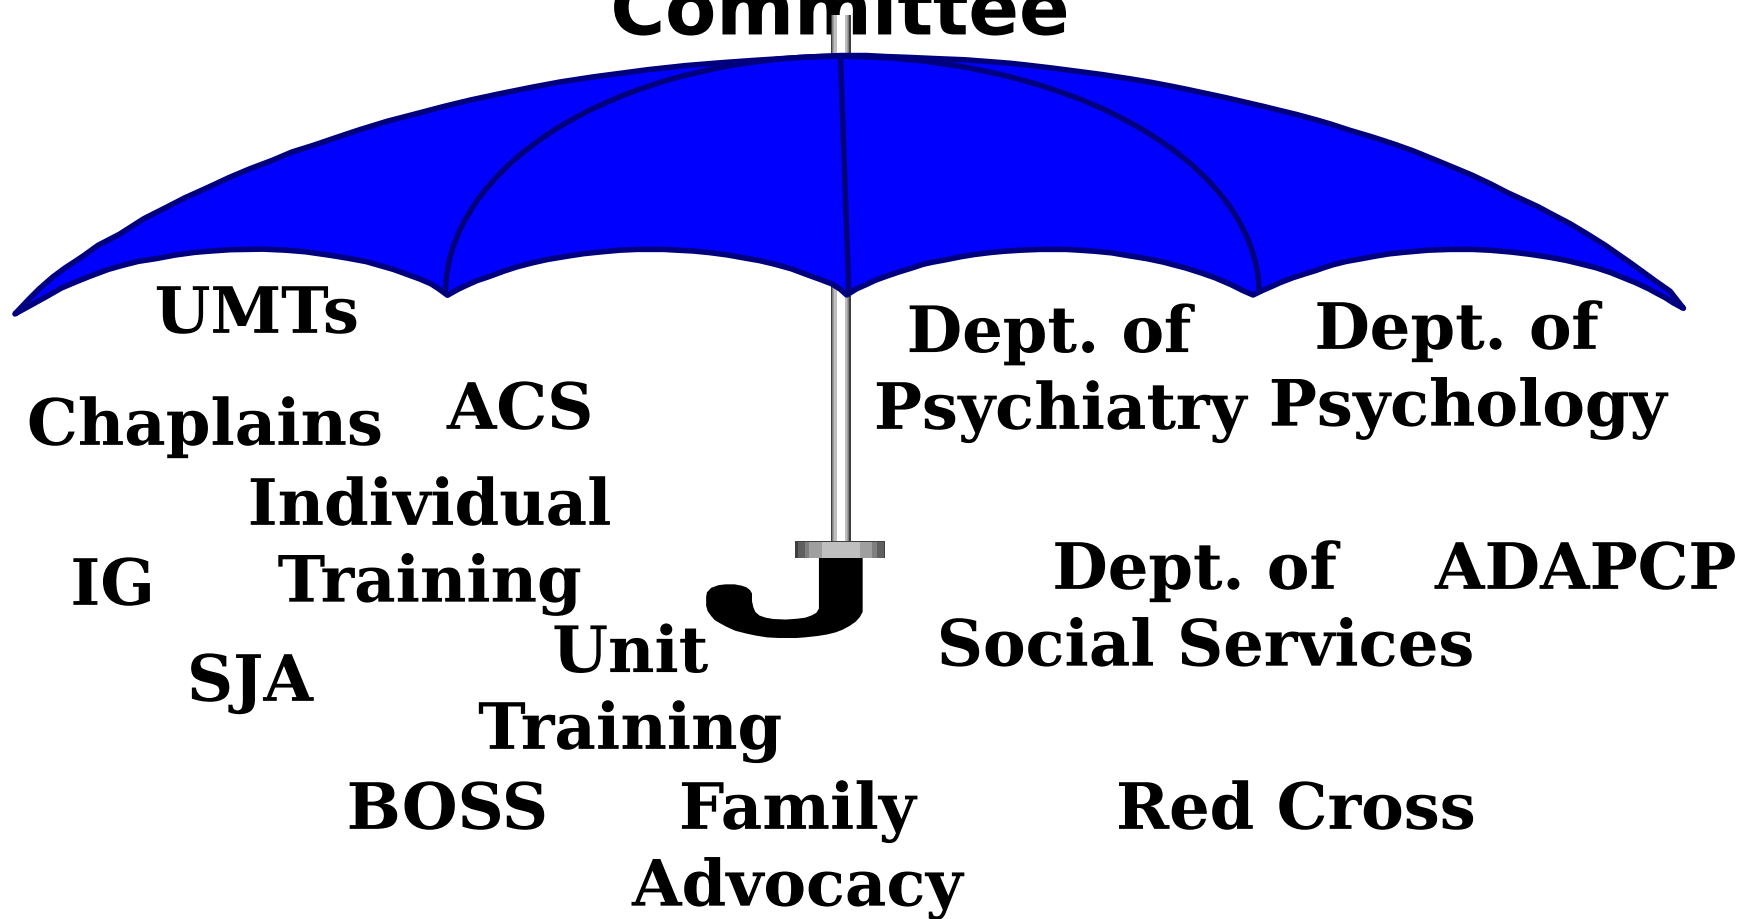 Committee
UMTs
Dept. of
Psychiatry
Dept. of
Psychology
Chaplains
ACS
Individual
Training
IG
Dept. of
Social Services
ADAPCP
SJA
Unit
Training
BOSS
Family
Advocacy
Red Cross